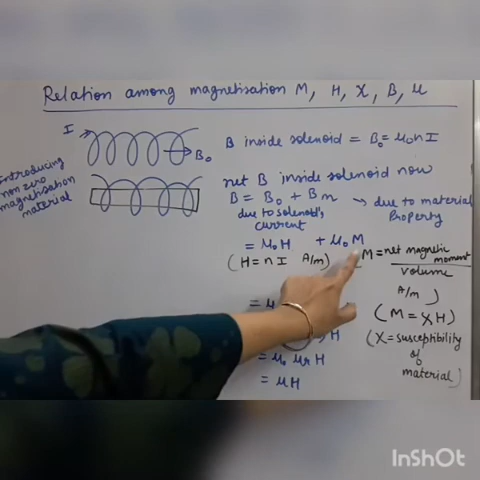 Relation among magnetisation M, H, χ, B, μ
I
B₀
B inside solenoid = B₀ = μ₀nI
Introducing
non zero
magnetisation
material
net B inside solenoid now
B = B₀ + Bm → due to material
property
due to solenoid's
current
= μ₀H + μ₀M
(H = nI A/m)
(M = net magnetic
moment
volume
A/m)
(M = χH)
(χ = susceptibility
of
material)
= μ₀ μr H
= μH
InShOt